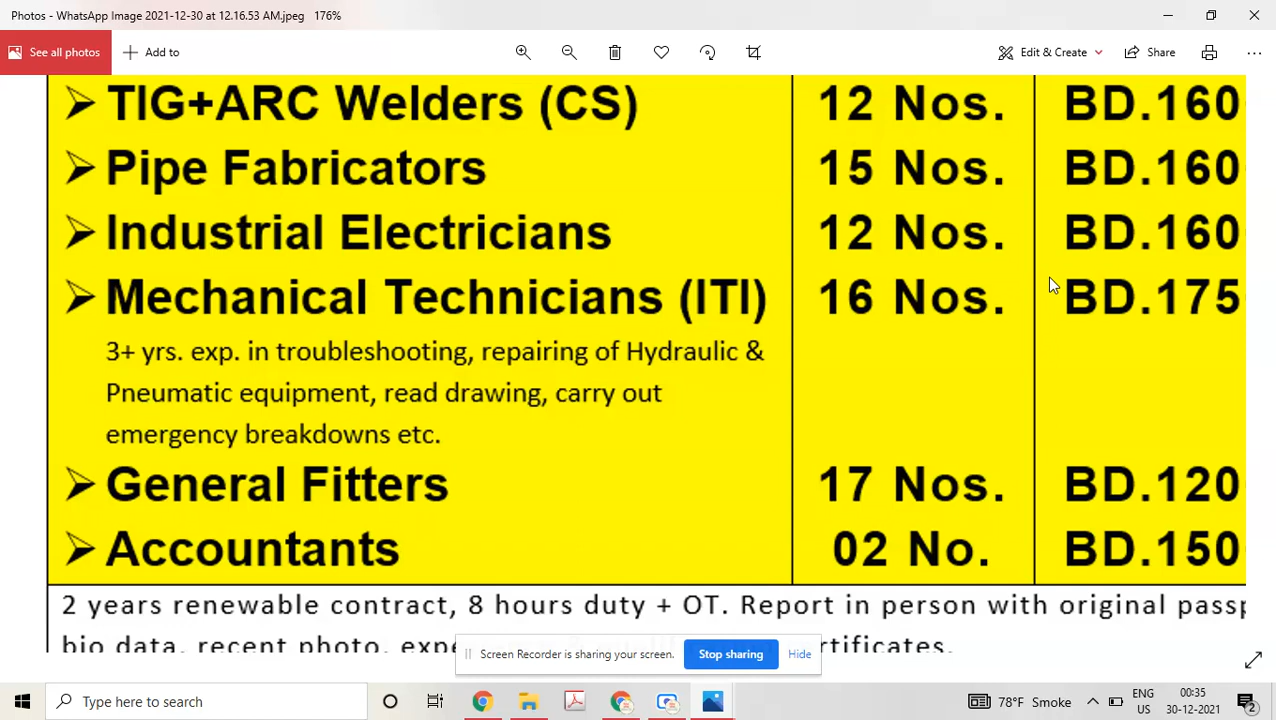 Photos - WhatsApp Image 2021-12-30 at 12.16.53 AM.jpeg 176%
See all photos
Add to
Edit & Create
Share
TIG+ARC Welders (CS) 12 Nos. BD.160
Pipe Fabricators 15 Nos. BD.160
Industrial Electricians 12 Nos. BD.160
Mechanical Technicians (ITI) 16 Nos. BD.175
3+ yrs. exp. in troubleshooting, repairing of Hydraulic &
Pneumatic equipment, read drawing, carry out
emergency breakdowns etc.
General Fitters 17 Nos. BD.120
Accountants 02 No. BD.150
2 years renewable contract, 8 hours duty + OT. Report in person with original
bio data, recent photo,
Screen Recorder is sharing your screen.
Stop sharing
Hide
Type here to search
78°F Smoke
ENG
US
00:35
30-12-2021
2